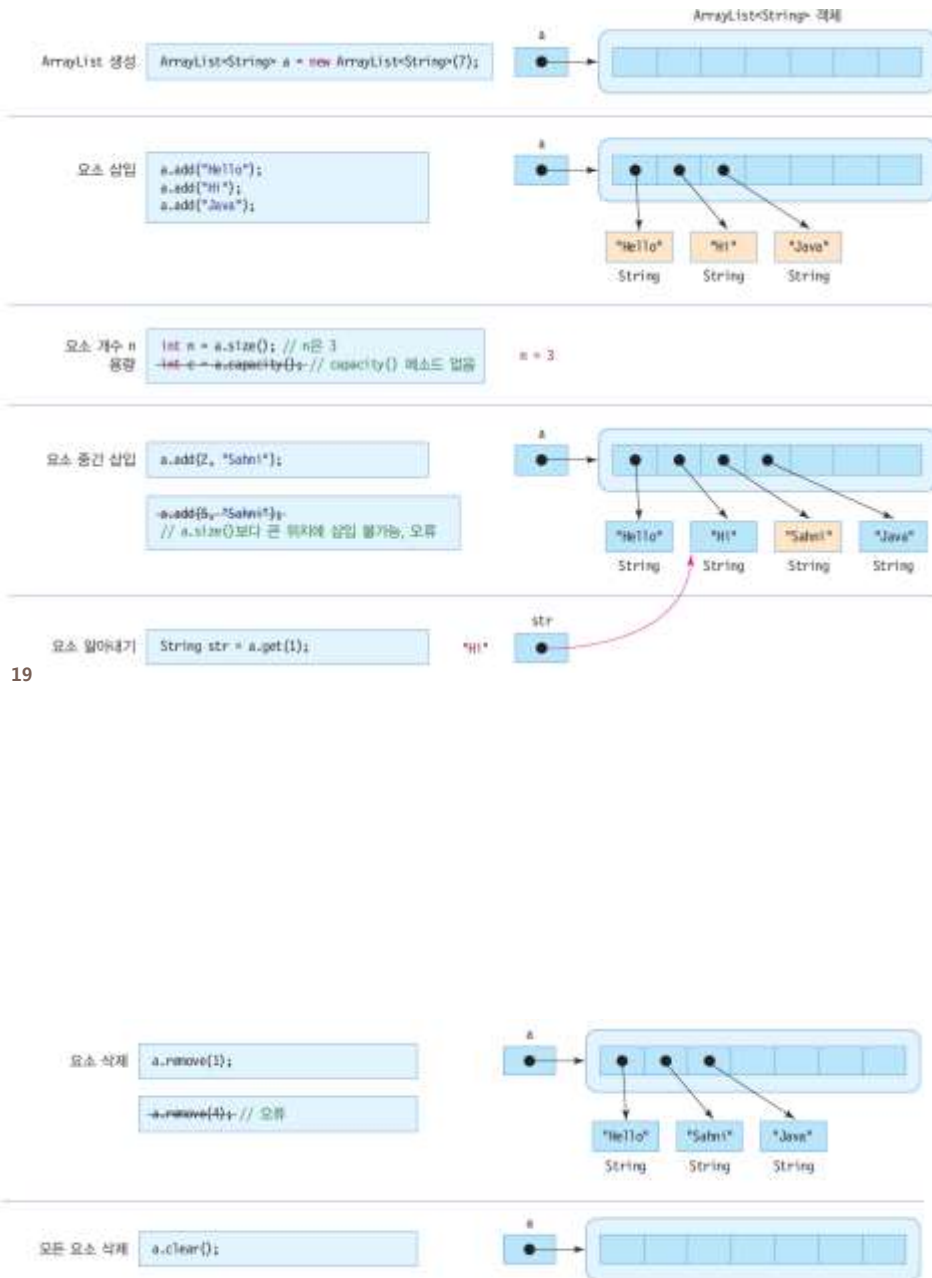 ArrayList<String> 객체
a
ArrayList 생성
ArrayList<String> a = new ArrayList<String>(7);
요소 삽입
a.add("Hello");
a.add("Hi");
a.add("Java");
a
"Hello" "Hi" "Java"
String String String
요소 개수 n
용량
int n = a.size(); // n은 3
int c = a.capacity(); // capacity() 메소드 없음
n = 3
요소 중간 삽입
a.add(2, "Sahni");
a.add(5, "Sahni");
// a.size()보다 큰 위치에 삽입 불가능, 오류
a
"Hello" "Hi" "Sahni" "Java"
String String String String
요소 알아내기
String str = a.get(1);
"Hi"
str
19
요소 삭제
a.remove(1);
a.remove(4); // 오류
a
"Hello" "Sahni" "Java"
String String String
모든 요소 삭제
a.clear();
a